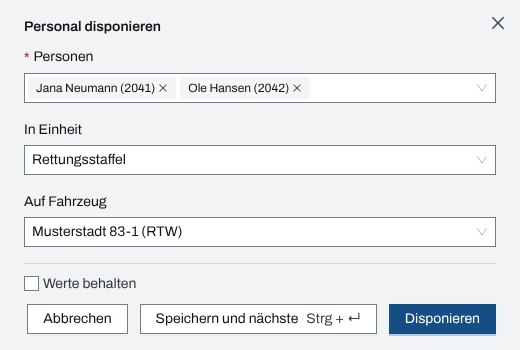 Personal disponieren
* Personen
Jana Neumann (2041) Ole Hansen (2042)
In Einheit
Rettungsstaffel
Auf Fahrzeug
Musterstadt 83-1 (RTW)
Werte behalten
Abbrechen Speichern und nächste Strg + ↵ Disponieren